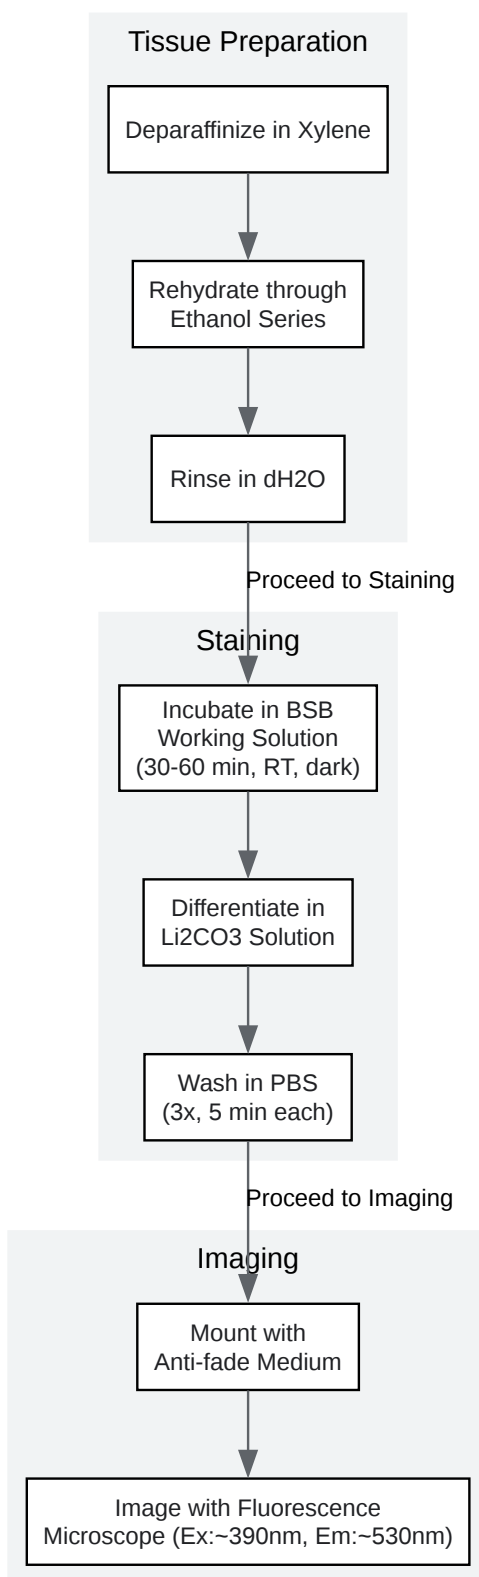 Tissue Preparation
Deparaffinize in Xylene
Rehydrate through
Ethanol Series
Rinse in dH2O
Proceed to Staining
Staining
Incubate in BSB
Working Solution
(30-60 min, RT, dark)
Differentiate in
Li2CO3 Solution
Wash in PBS
(3x, 5 min each)
Proceed to Imaging
Imaging
Mount with
Anti-fade Medium
Image with Fluorescence
Microscope (Ex:~390nm, Em:~530nm)